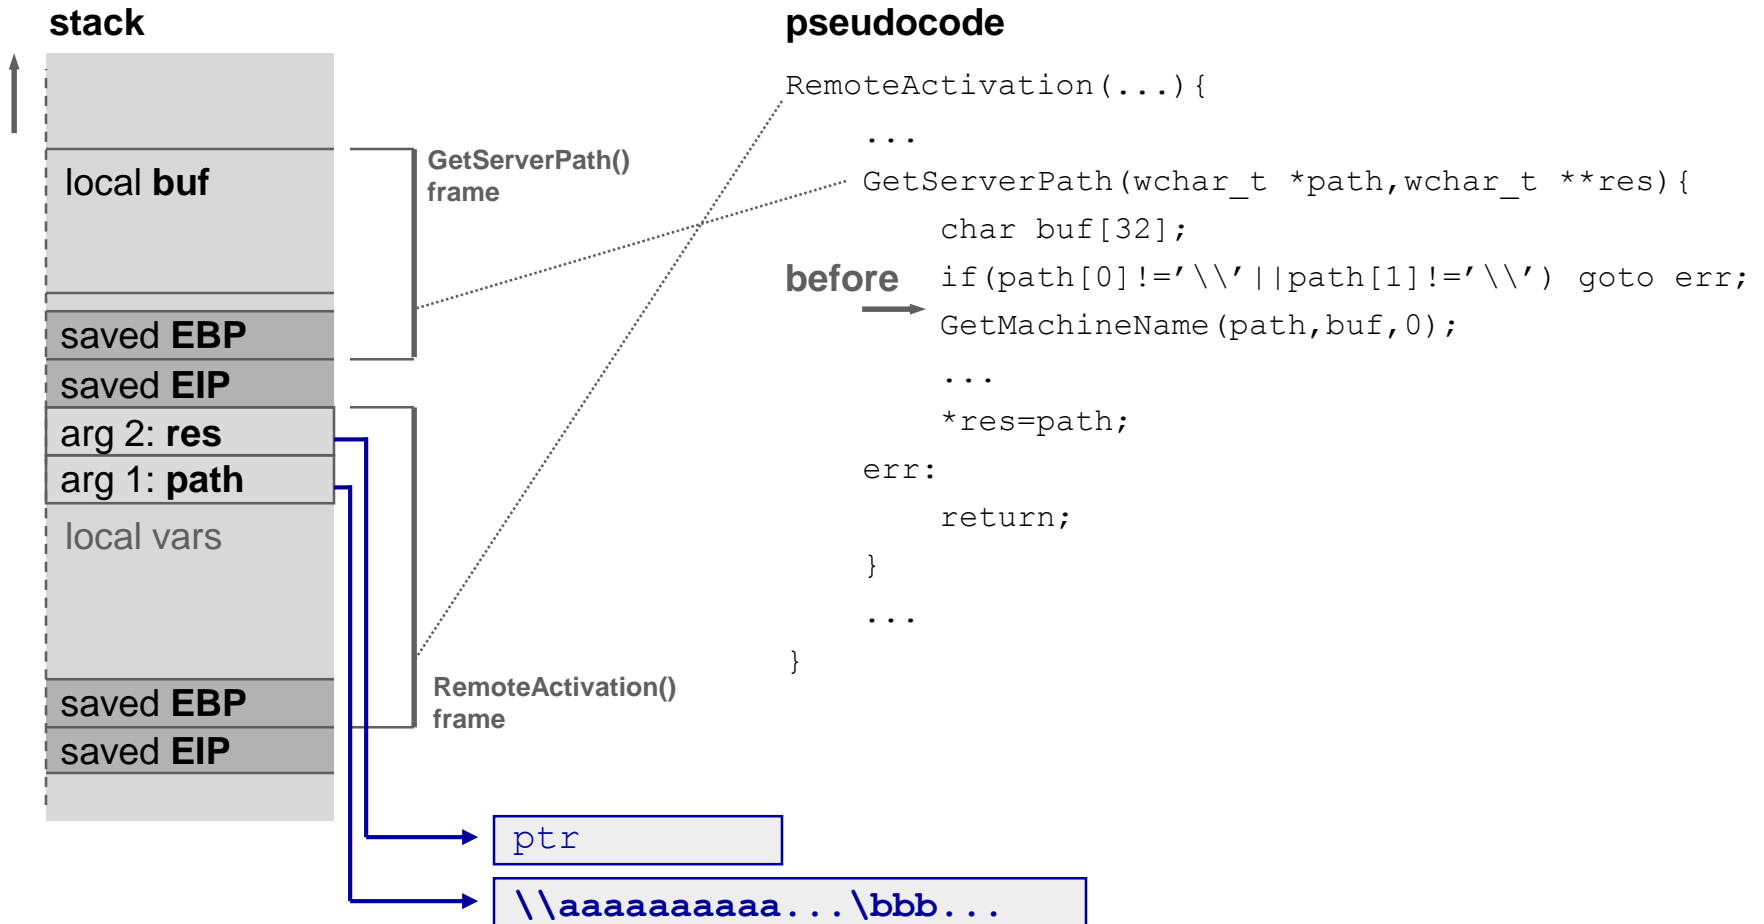 stack
local buf
saved EBP
saved EIP
arg 2: res
arg 1: path
local vars
saved EBP
saved EIP
GetServerPath()
frame
RemoteActivation()
frame
ptr
\\aaaaaaaaaa...\bbb...
pseudocode
RemoteActivation(...){
...
GetServerPath(wchar_t *path,wchar_t **res){
char buf[32];
before
if(path[0]!=’\\’||path[1]!=’\\’) goto err;
GetMachineName(path,buf,0);
...
*res=path;
err:
return;
}
...
}